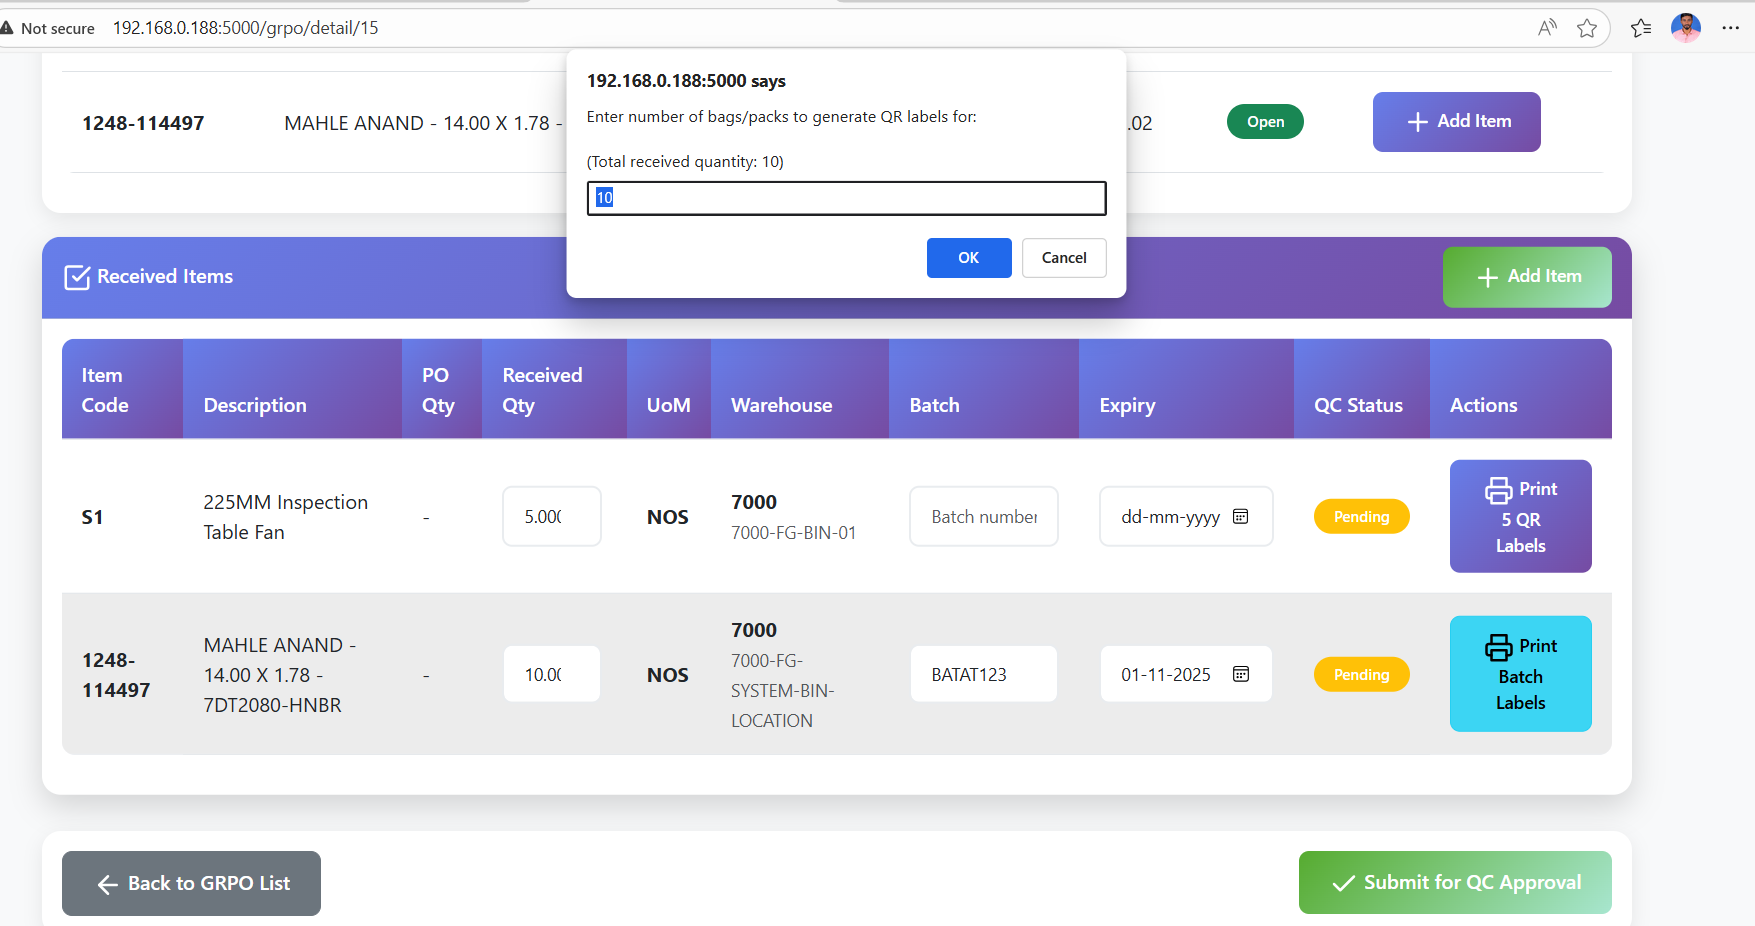 Not secure
192.168.0.188:5000/grpo/detail/15
192.168.0.188:5000 says
Enter number of bags/packs to generate QR labels for:
(Total received quantity: 10)
10
OK
Cancel
1248-114497
MAHLE ANAND - 14.00 X 1.78 -
.02
Open
Add Item
Received Items
Add Item
Item
Code
Description
PO
Qty
Received
Qty
UoM
Warehouse
Batch
Expiry
QC Status
Actions
S1
225MM Inspection
Table Fan
-
5.000
NOS
7000
7000-FG-BIN-01
Batch number
dd-mm-yyyy
Pending
Print
5 QR
Labels
1248-
114497
MAHLE ANAND -
14.00 X 1.78 -
7DT2080-HNBR
-
10.00
NOS
7000
7000-FG-
SYSTEM-BIN-
LOCATION
BATAT123
01-11-2025
Pending
Print
Batch
Labels
Back to GRPO List
Submit for QC Approval